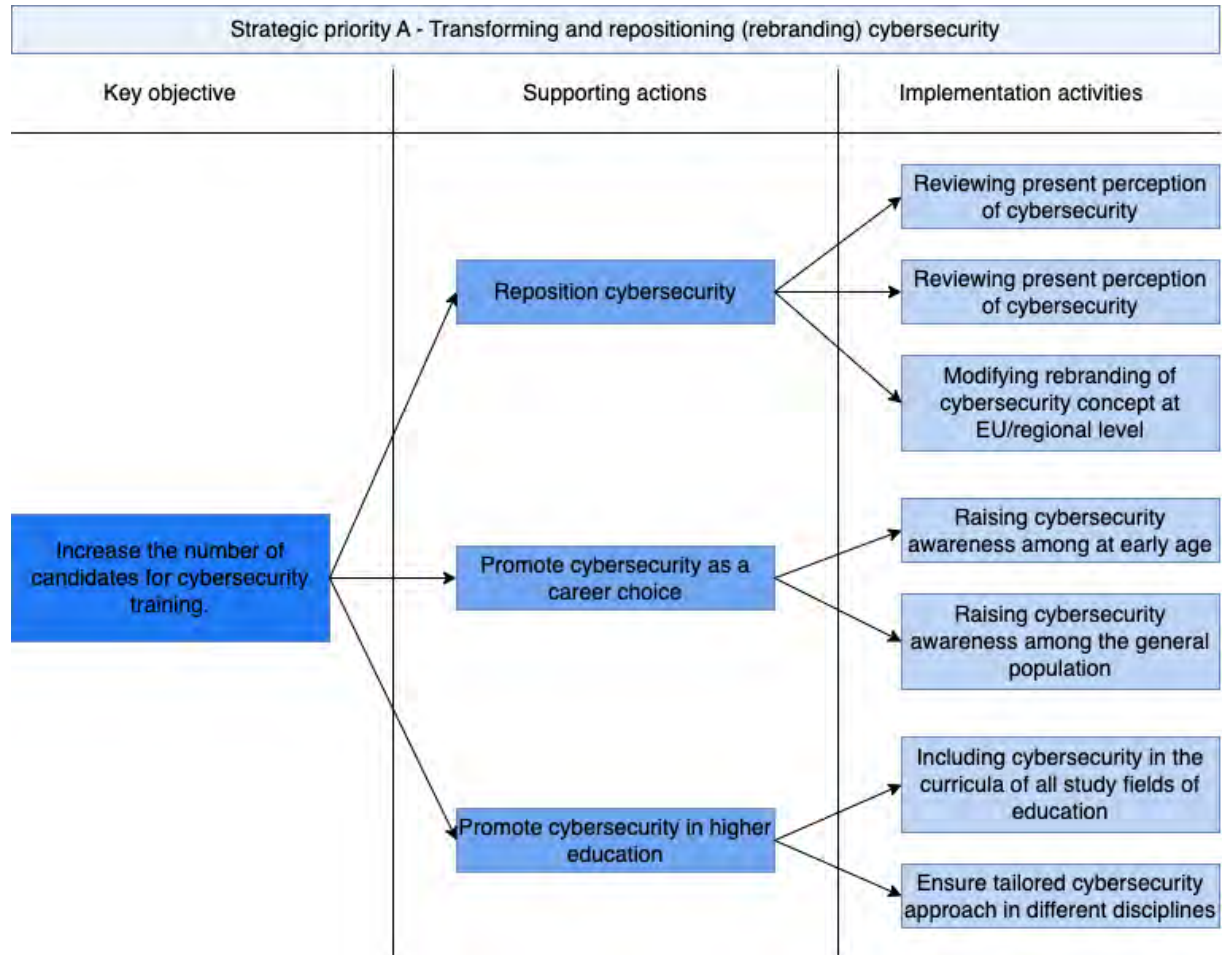 Strategic priority A - Transforming and repositioning (rebranding) cybersecurity
Key objective
Supporting actions
Implementation activities
Increase the number of
candidates for cybersecurity
training.
Reposition cybersecurity
Reviewing present perception
of cybersecurity
Reviewing present perception
of cybersecurity
Modifying rebranding of
cybersecurity concept at
EU/regional level
Promote cybersecurity as a
career choice
Raising cybersecurity
awareness among at early age
Raising cybersecurity
awareness among the general
population
Promote cybersecurity in higher
education
Including cybersecurity in the
curricula of all study fields of
education
Ensure tailored cybersecurity
approach in different disciplines